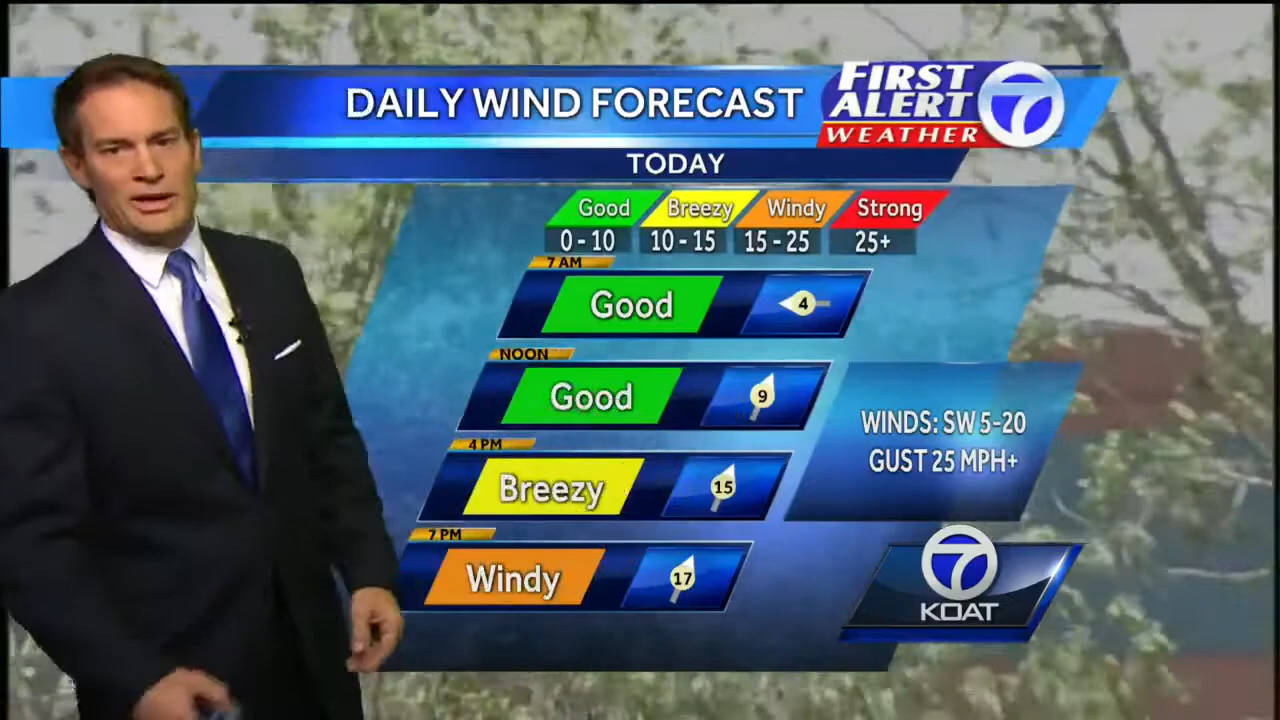 DAILY WIND FORECAST
FIRST
ALERT
WEATHER
7
TODAY
Good Breezy Windy Strong
0 - 10 10 - 15 15 - 25 25+
7 AM
Good 4
NOON
Good 9
4 PM
Breezy 15
7 PM
Windy 17
WINDS: SW 5-20
GUST 25 MPH+
7
KOAT